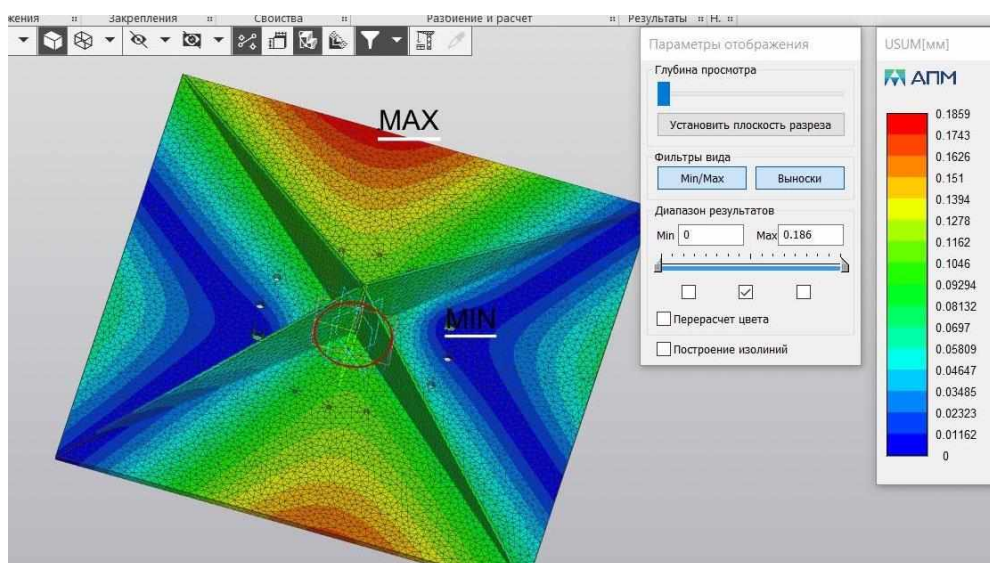 жения
Закрепления
Свойства
Разбиение и расчет
Результаты
Н.
MAX
MIN
Параметры отображения
Глубина просмотра
Установить плоскость разреза
Фильтры вида
Min/Max
Выноски
Диапазон результатов
Min 0 Max 0.186
Перерасчет цвета
Построение изолиний
USUM[мм]
АПМ
0.1859
0.1743
0.1626
0.151
0.1394
0.1278
0.1162
0.1046
0.09294
0.08132
0.0697
0.05809
0.04647
0.03485
0.02323
0.01162
0